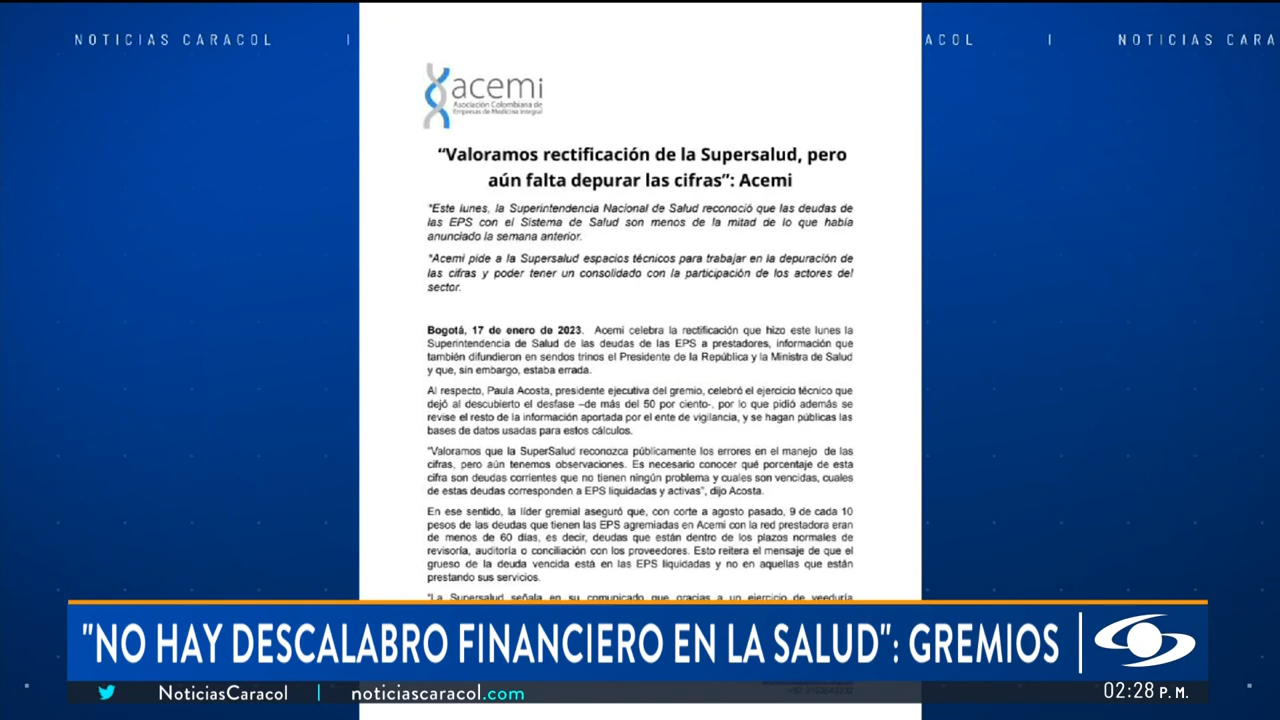 NOTICIAS CARACOL | ACOL | NOTICIAS CARA
acemi
Asociación Colombiana de
Empresas de Medicina Integral
“Valoramos rectificación de la Supersalud, pero
aún falta depurar las cifras”: Acemi
*Este lunes, la Superintendencia Nacional de Salud reconoció que las deudas de
las EPS con el Sistema de Salud son menos de la mitad de lo que había
anunciado la semana anterior.
*Acemi pide a la Supersalud espacios técnicos para trabajar en la depuración de
las cifras y poder tener un consolidado con la participación de los actores del
sector.
Bogotá, 17 de enero de 2023. Acemi celebra la rectificación que hizo este lunes la
Superintendencia de Salud de las deudas de las EPS a prestadores, información que
también difundieron en sendos trinos el Presidente de la República y la Ministra de Salud
y que, sin embargo, estaba errada.
Al respecto, Paula Acosta, presidente ejecutiva del gremio, celebró el ejercicio técnico que
dejó al descubierto el desfase –de más del 50 por ciento-, por lo que pidió además se
revise el resto de la información aportada por el ente de vigilancia, y se hagan públicas las
bases de datos usadas para estos cálculos.
“Valoramos que la SuperSalud reconozca públicamente los errores en el manejo de las
cifras, pero aún tenemos observaciones. Es necesario conocer qué porcentaje de esta
cifra son deudas corrientes que no tienen ningún problema y cuales son vencidas, cuales
de estas deudas corresponden a EPS liquidadas y activas”, dijo Acosta.
En ese sentido, la líder gremial aseguró que, con corte a agosto pasado, 9 de cada 10
pesos de las deudas que tienen las EPS agremiadas en Acemi con la red prestadora eran
de menos de 60 días, es decir, deudas que están dentro de los plazos normales de
revisoría, auditoría o conciliación con los proveedores. Esto reitera el mensaje de que el
grueso de la deuda vencida está en las EPS liquidadas y no en aquellas que están
prestando sus servicios.
“La Supersalud señala en su comunicado que gracias a un ejercicio de veeduría
"NO HAY DESCALABRO FINANCIERO EN LA SALUD": GREMIOS
NoticiasCaracol | noticiascaracol.com 02:28 P. M.